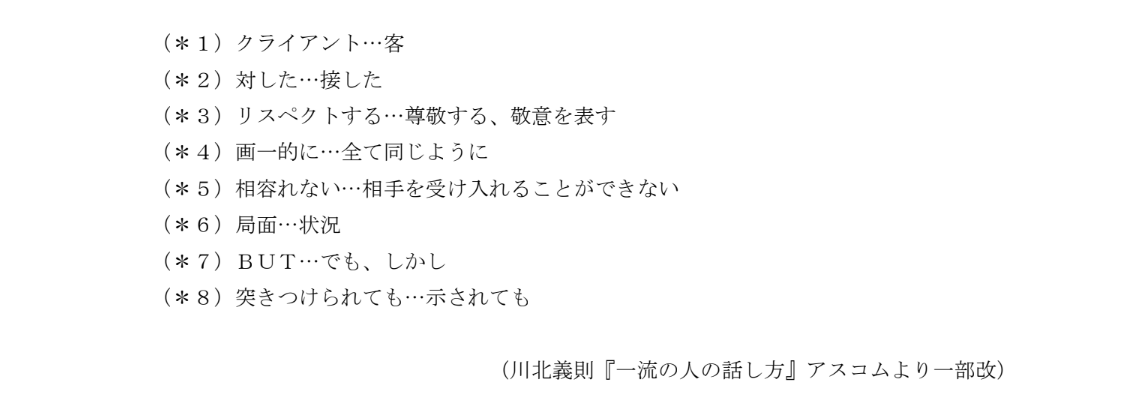 （＊１）クライアント…客
（＊２）対した…接した
（＊３）リスペクトする…尊敬する、敬意を表す
（＊４）画一的に…全て同じように
（＊５）相容れない…相手を受け入れることができない
（＊６）局面…状況
（＊７）ＢＵＴ…でも、しかし
（＊８）突きつけられても…示されても
（川北義則『一流の人の話し方』アスコムより一部改）